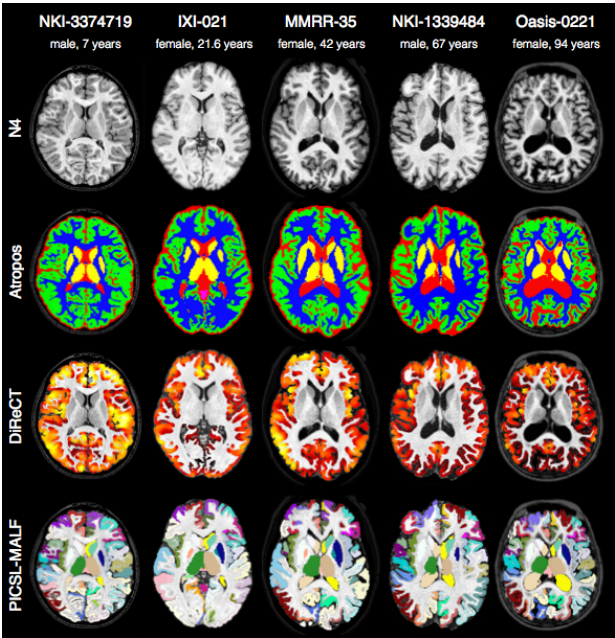 NKI-3374719 IXI-021 MMRR-35 NKI-1339484 Oasis-0221
male, 7 years female, 21.6 years female, 42 years male, 67 years female, 94 years
N4
Atropos
DiReCT
PICSL-MALF